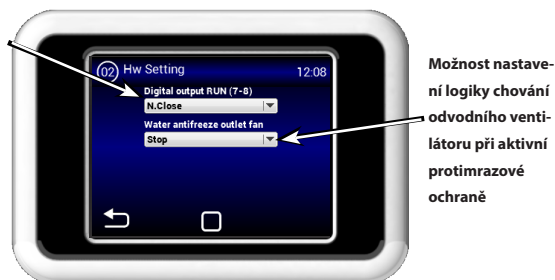 02 Hw Setting 12:08
Digital output RUN (7-8)
N.Close
Water antifreeze outlet fan
Stop
Možnost nastave-
ní logiky chování
odvodního venti-
látoru při aktivní
protimrazové
ochraně